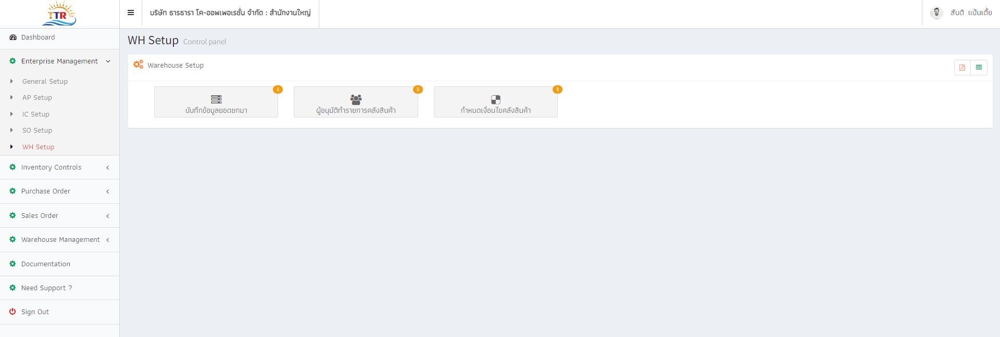 TTR
บริษัท ธารธารา โค-ออพเพอเรชั่น จำกัด : สำนักงานใหญ่
สันติ แป้นเตี้ย
Dashboard
Enterprise Management
General Setup
AP Setup
IC Setup
SO Setup
WH Setup
Inventory Controls
Purchase Order
Sales Order
Warehouse Management
Documentation
Need Support ?
Sign Out
WH Setup Control panel
Warehouse Setup
1
บันทึกข้อมูลยอดยกมา
2
ผู้อนุมัติทำรายการคลังสินค้า
3
กำหนดเงื่อนไขคลังสินค้า